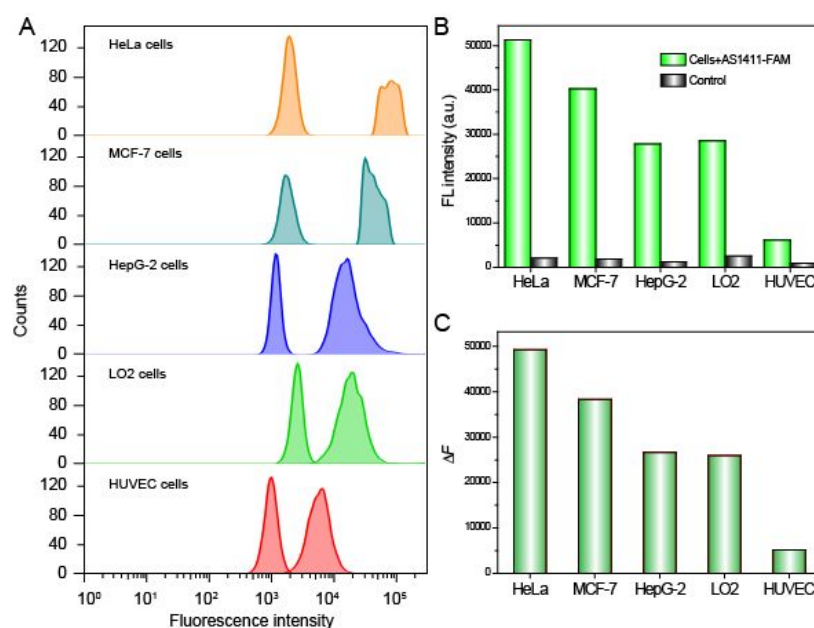 A
HeLa cells
120
80
40
0
MCF-7 cells
120
80
40
0
HepG-2 cells
120
80
40
0
LO2 cells
120
80
40
0
HUVEC cells
120
80
40
0
Counts
10⁰ 10¹ 10² 10³ 10⁴ 10⁵
Fluorescence intensity
B
50000
40000
30000
20000
10000
0
FL intensity (a.u.)
Cells+AS1411-FAM
Control
HeLa MCF-7 HepG-2 LO2 HUVEC
C
50000
40000
30000
20000
10000
0
ΔF
HeLa MCF-7 HepG-2 LO2 HUVEC